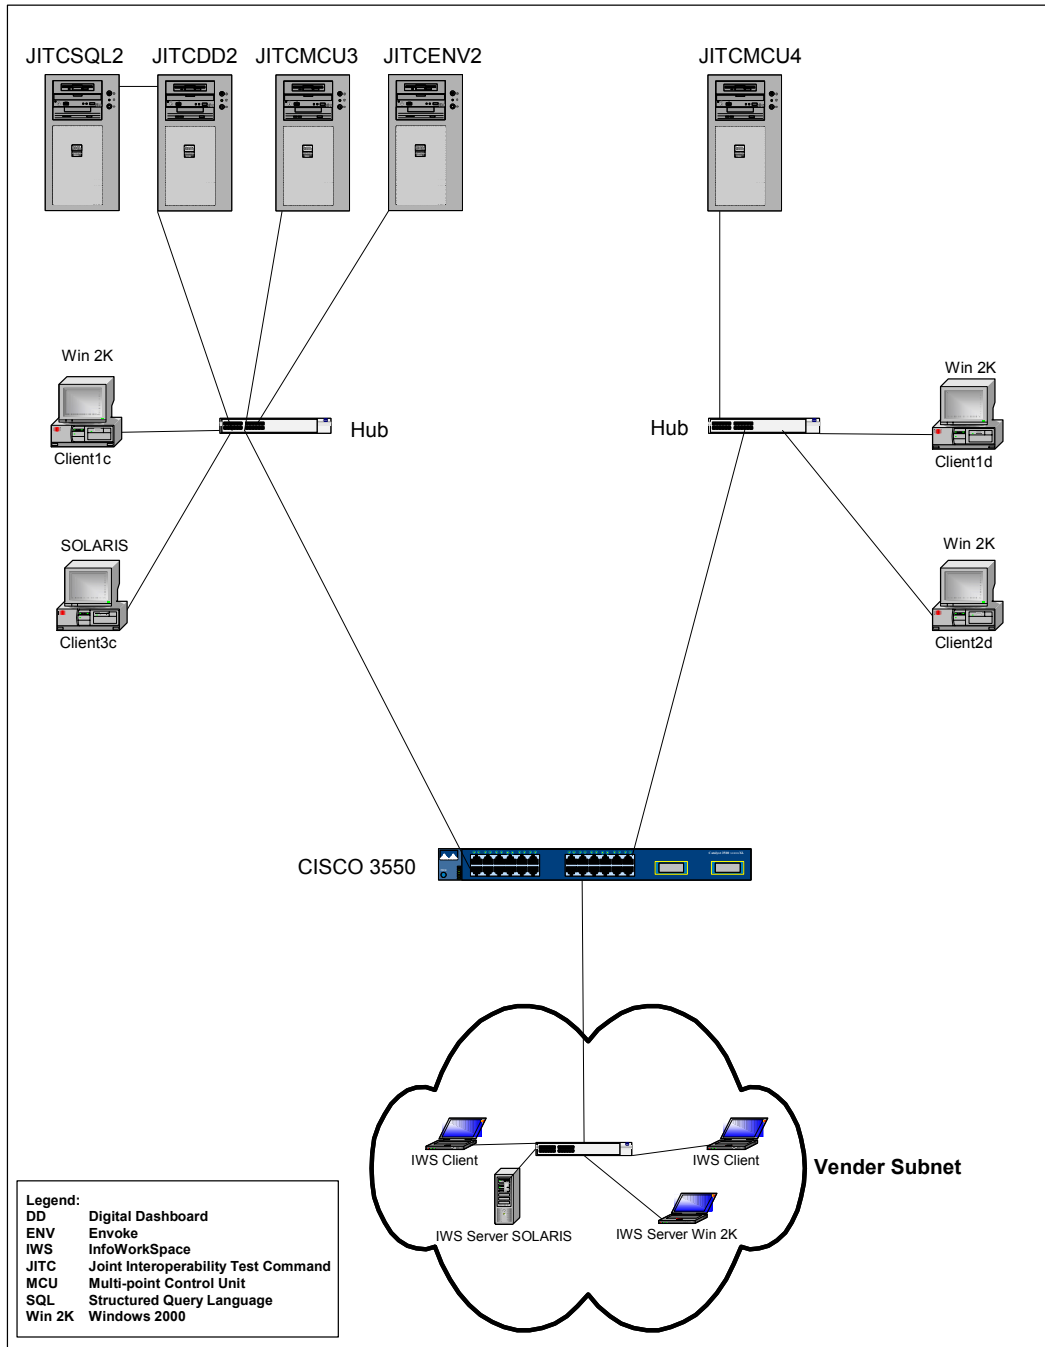 JITCSQL2 JITCDD2 JITCMCU3 JITCENV2 JITCMCU4
Win 2K
Client1c
Hub
Hub
Win 2K
Client1d
SOLARIS
Client3c
Win 2K
Client2d
CISCO 3550
IWS Client
IWS Client
Vender Subnet
IWS Server SOLARIS
IWS Server Win 2K
Legend:
DD Digital Dashboard
ENV Envoke
IWS InfoWorkSpace
JITC Joint Interoperability Test Command
MCU Multi-point Control Unit
SQL Structured Query Language
Win 2K Windows 2000